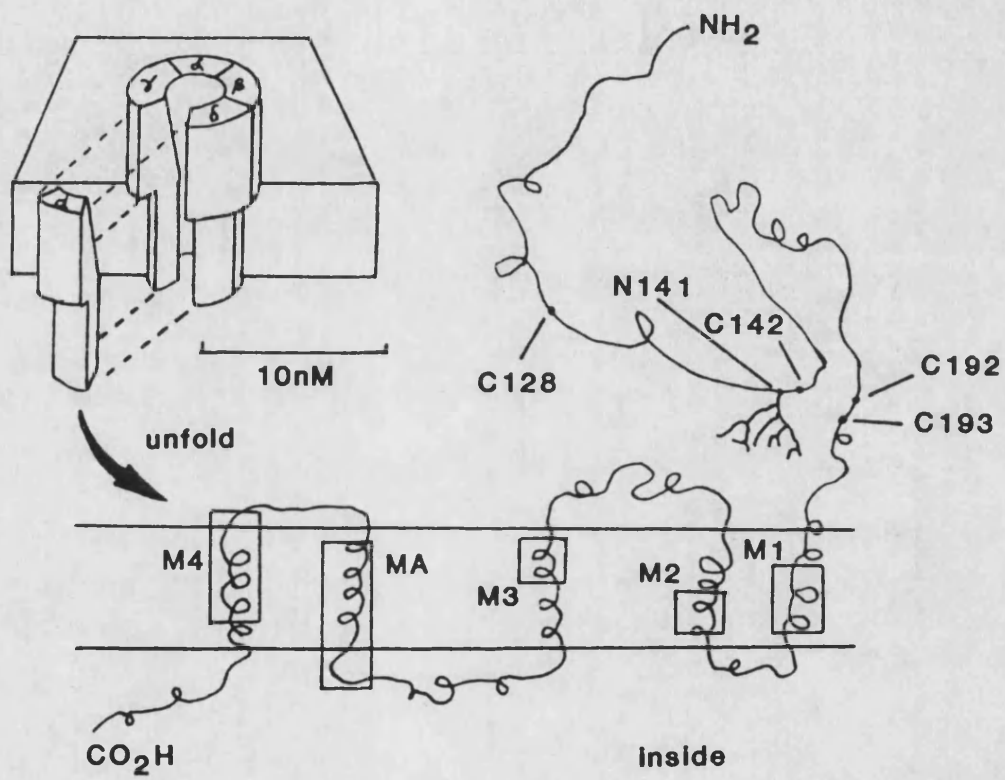 NH2
γ α β
δ
α
10nM
unfold
N141
C142
C128
C192
C193
M4
MA
M3
M2
M1
CO2H
inside